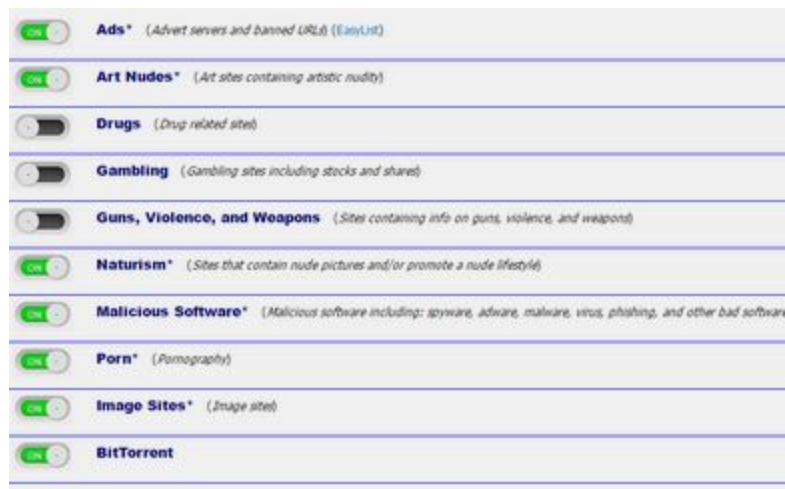 ON Ads* (Advert servers and banned URLs) (EasyList)
ON Art Nudes* (Art sites containing artistic nudity)
Drugs (Drug related sites)
Gambling (Gambling sites including stocks and shares)
Guns, Violence, and Weapons (Sites containing info on guns, violence, and weapons)
ON Naturism* (Sites that contain nude pictures and/or promote a nude lifestyle)
ON Malicious Software* (Malicious software including: spyware, adware, malware, virus, phishing, and other bad software
ON Porn* (Pornography)
ON Image Sites* (Image sites)
ON BitTorrent